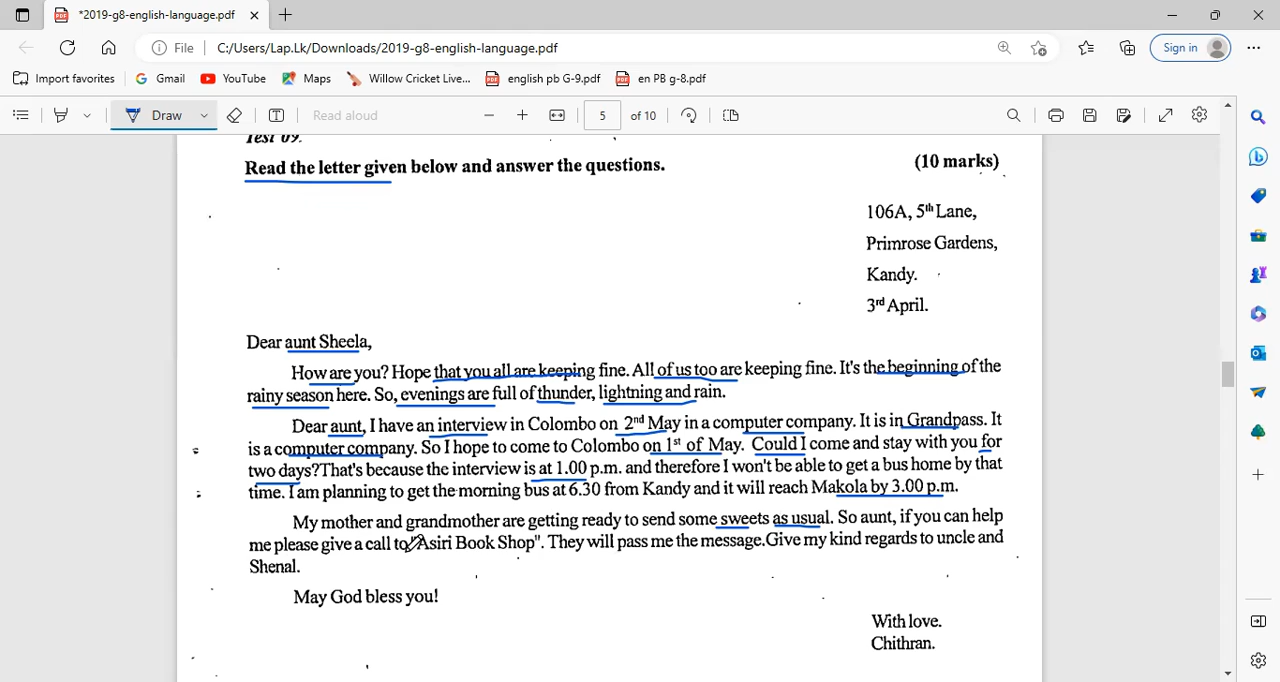 *2019-g8-english-language.pdf
File C:/Users/Lap.Lk/Downloads/2019-g8-english-language.pdf Sign in
Import favorites Gmail YouTube Maps Willow Cricket Live... english pb G-9.pdf en PB g-8.pdf
Draw Read aloud 5 of 10
Test 09.
Read the letter given below and answer the questions. (10 marks)
106A, 5th Lane,
Primrose Gardens,
Kandy.
3rd April.
Dear aunt Sheela,
How are you? Hope that you all are keeping fine. All of us too are keeping fine. It's the beginning of the
rainy season here. So, evenings are full of thunder, lightning and rain.
Dear aunt, I have an interview in Colombo on 2nd May in a computer company. It is in Grandpass. It
is a computer company. So I hope to come to Colombo on 1st of May. Could I come and stay with you for
two days?That's because the interview is at 1.00 p.m. and therefore I won't be able to get a bus home by that
time. I am planning to get the morning bus at 6.30 from Kandy and it will reach Makola by 3.00 p.m.
My mother and grandmother are getting ready to send some sweets as usual. So aunt, if you can help
me please give a call to "Asiri Book Shop". They will pass me the message.Give my kind regards to uncle and
Shenal.
May God bless you!
With love.
Chithran.